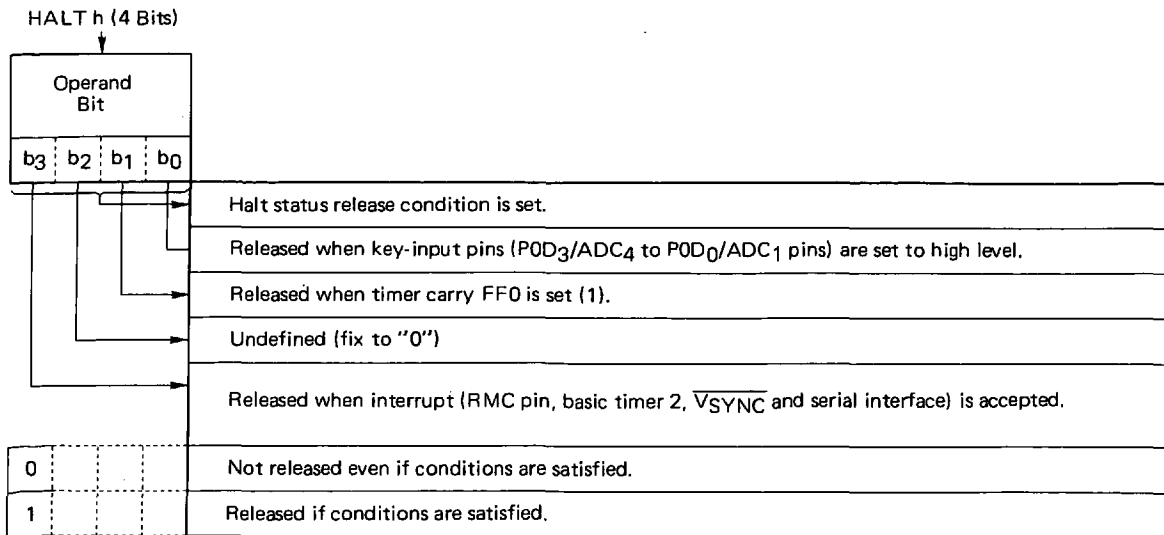 HALT h (4 Bits)
Operand
Bit
b3 b2 b1 b0
Halt status release condition is set.
Released when key-input pins (P0D3/ADC4 to P0D0/ADC1 pins) are set to high level.
Released when timer carry FF0 is set (1).
Undefined (fix to "0")
Released when interrupt (RMC pin, basic timer 2, VSYNC and serial interface) is accepted.
0 Not released even if conditions are satisfied.
1 Released if conditions are satisfied.